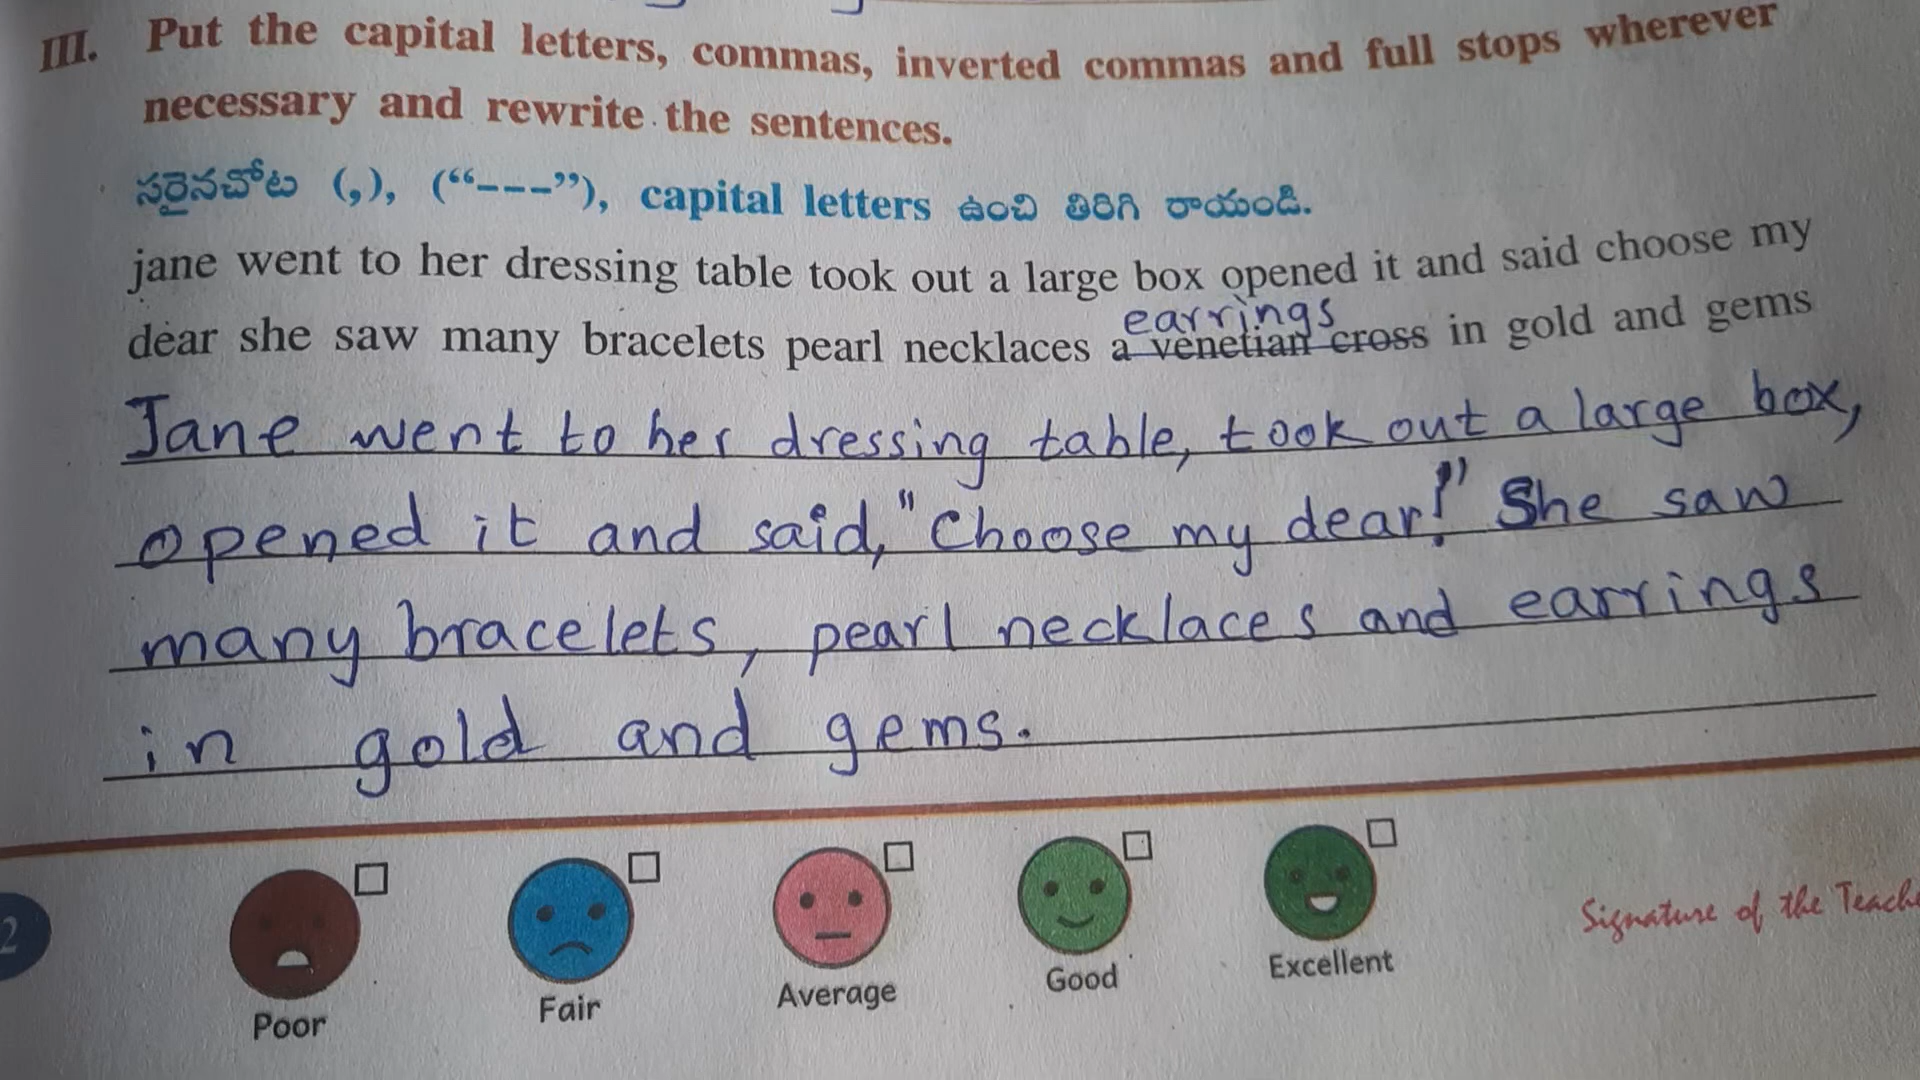 III. Put the capital letters, commas, inverted commas and full stops wherever
necessary and rewrite the sentences.
సరైనచోట (,), (“---”), capital letters ఉంచి తిరిగి రాయండి.
jane went to her dressing table took out a large box opened it and said choose my
earrings
dear she saw many bracelets pearl necklaces a venetian cross in gold and gems
Jane went to her dressing table, took out a large box,
opened it and said, "Choose my dear!" She saw
many bracelets, pearl necklaces and earrings
in gold and gems.
2
Poor Fair Average Good Excellent
Signature of the Teache